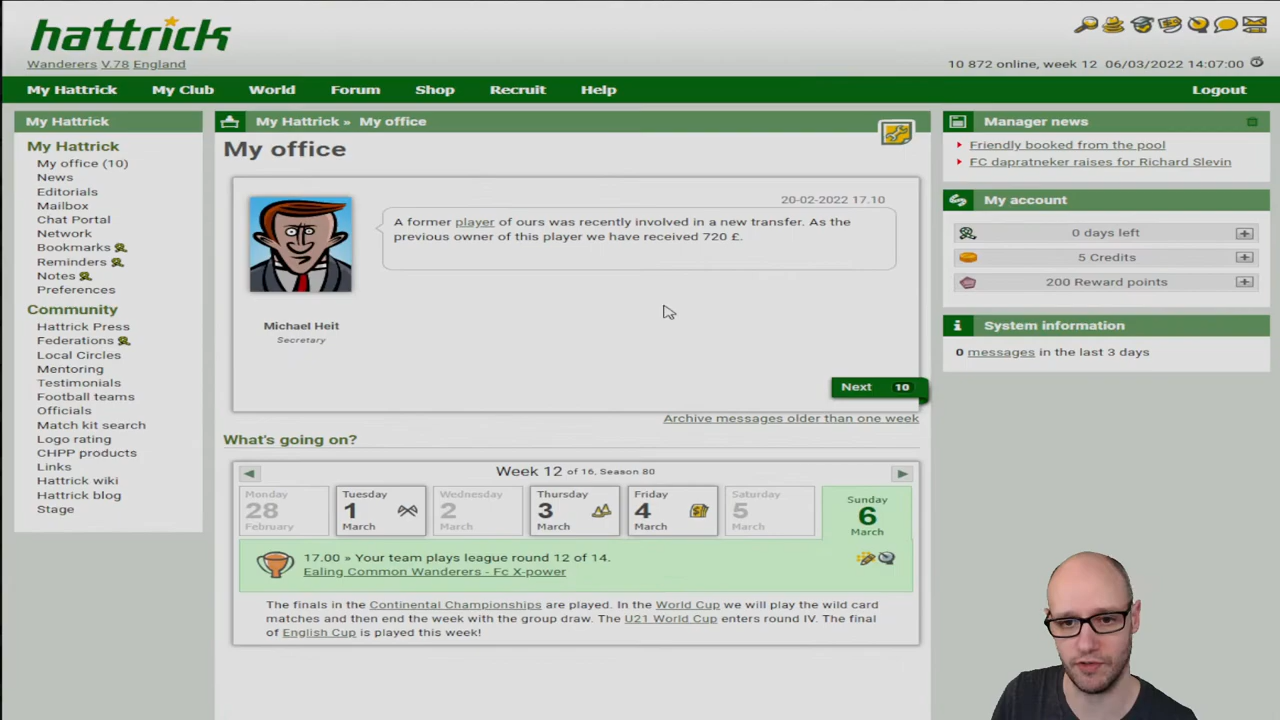 hattrick
Wanderers V.78 England
10 872 online, week 12 06/03/2022 14:07:00
My Hattrick My Club World Forum Shop Recruit Help Logout
My Hattrick
My Hattrick
My office (10)
News
Editorials
Mailbox
Chat Portal
Network
Bookmarks
Reminders
Notes
Preferences
Community
Hattrick Press
Federations
Local Circles
Mentoring
Testimonials
Football teams
Officials
Match kit search
Logo rating
CHPP products
Links
Hattrick wiki
Hattrick blog
Stage
My Hattrick » My office
My office
20-02-2022 17.10
A former player of ours was recently involved in a new transfer. As the
previous owner of this player we have received 720 £.
Michael Heit
Secretary
Next 10
Archive messages older than one week
What's going on?
Week 12 of 16, Season 80
Monday
28
February
Tuesday
1
March
Wednesday
2
March
Thursday
3
March
Friday
4
March
Saturday
5
March
Sunday
6
March
17.00 » Your team plays league round 12 of 14.
Ealing Common Wanderers - Fc X-power
The finals in the Continental Championships are played. In the World Cup we will play the wild card
matches and then end the week with the group draw. The U21 World Cup enters round IV. The final
of English Cup is played this week!
Manager news
Friendly booked from the pool
FC dapratneker raises for Richard Slevin
My account
0 days left
5 Credits
200 Reward points
System information
0 messages in the last 3 days